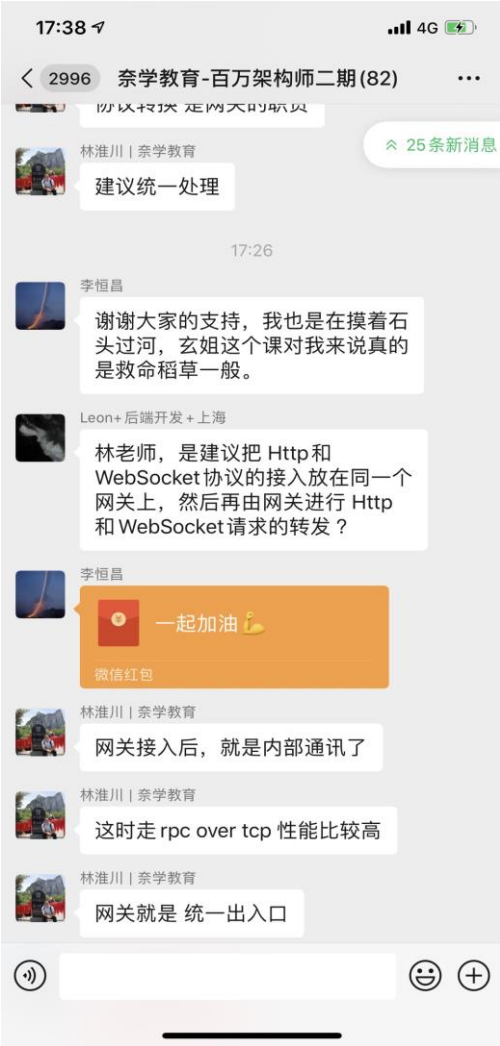 17:38
4G
2996
奈学教育-百万架构师二期(82)
协议转换 是网关的职责
25条新消息
林淮川 | 奈学教育
建议统一处理
17:26
李恒昌
谢谢大家的支持，我也是在摸着石
头过河，玄姐这个课对我来说真的
是救命稻草一般。
Leon+后端开发+上海
林老师，是建议把 Http和
WebSocket协议的接入放在同一个
网关上，然后再由网关进行 Http
和WebSocket请求的转发？
李恒昌
一起加油💪
微信红包
林淮川 | 奈学教育
网关接入后，就是内部通讯了
林淮川 | 奈学教育
这时走 rpc over tcp 性能比较高
林淮川 | 奈学教育
网关就是 统一出入口